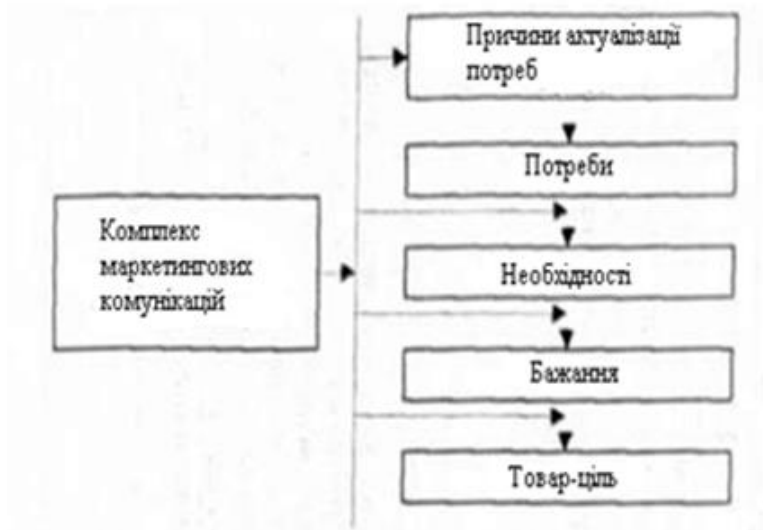 Причини актуалізації
потреб
Потреби
Комплекс
маркетингових
комунікацій
Необхідності
Бажання
Товар-ціль